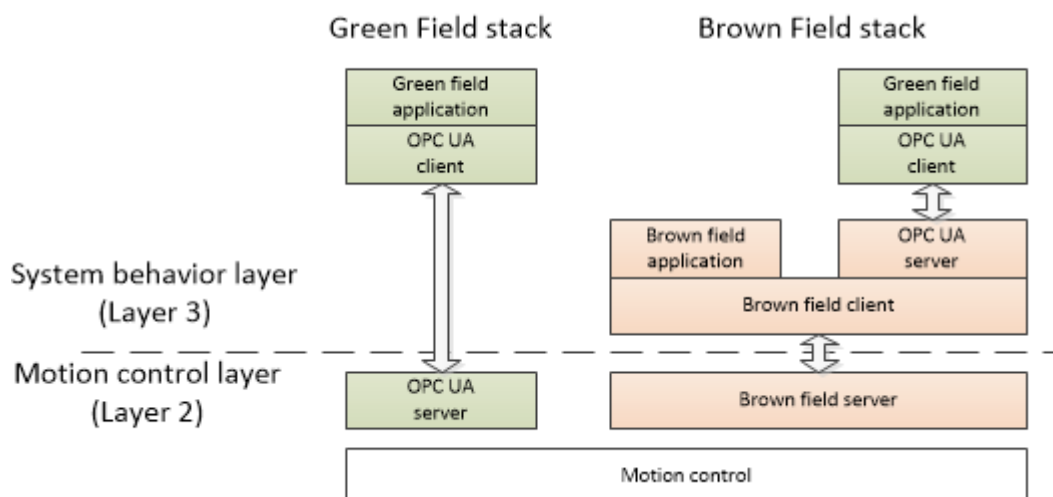 Green Field stack
Brown Field stack
Green field
application
OPC UA
client
Green field
application
OPC UA
client
Brown field
application
OPC UA
server
Brown field client
System behavior layer
(Layer 3)
Motion control layer
(Layer 2)
OPC UA
server
Brown field server
Motion control